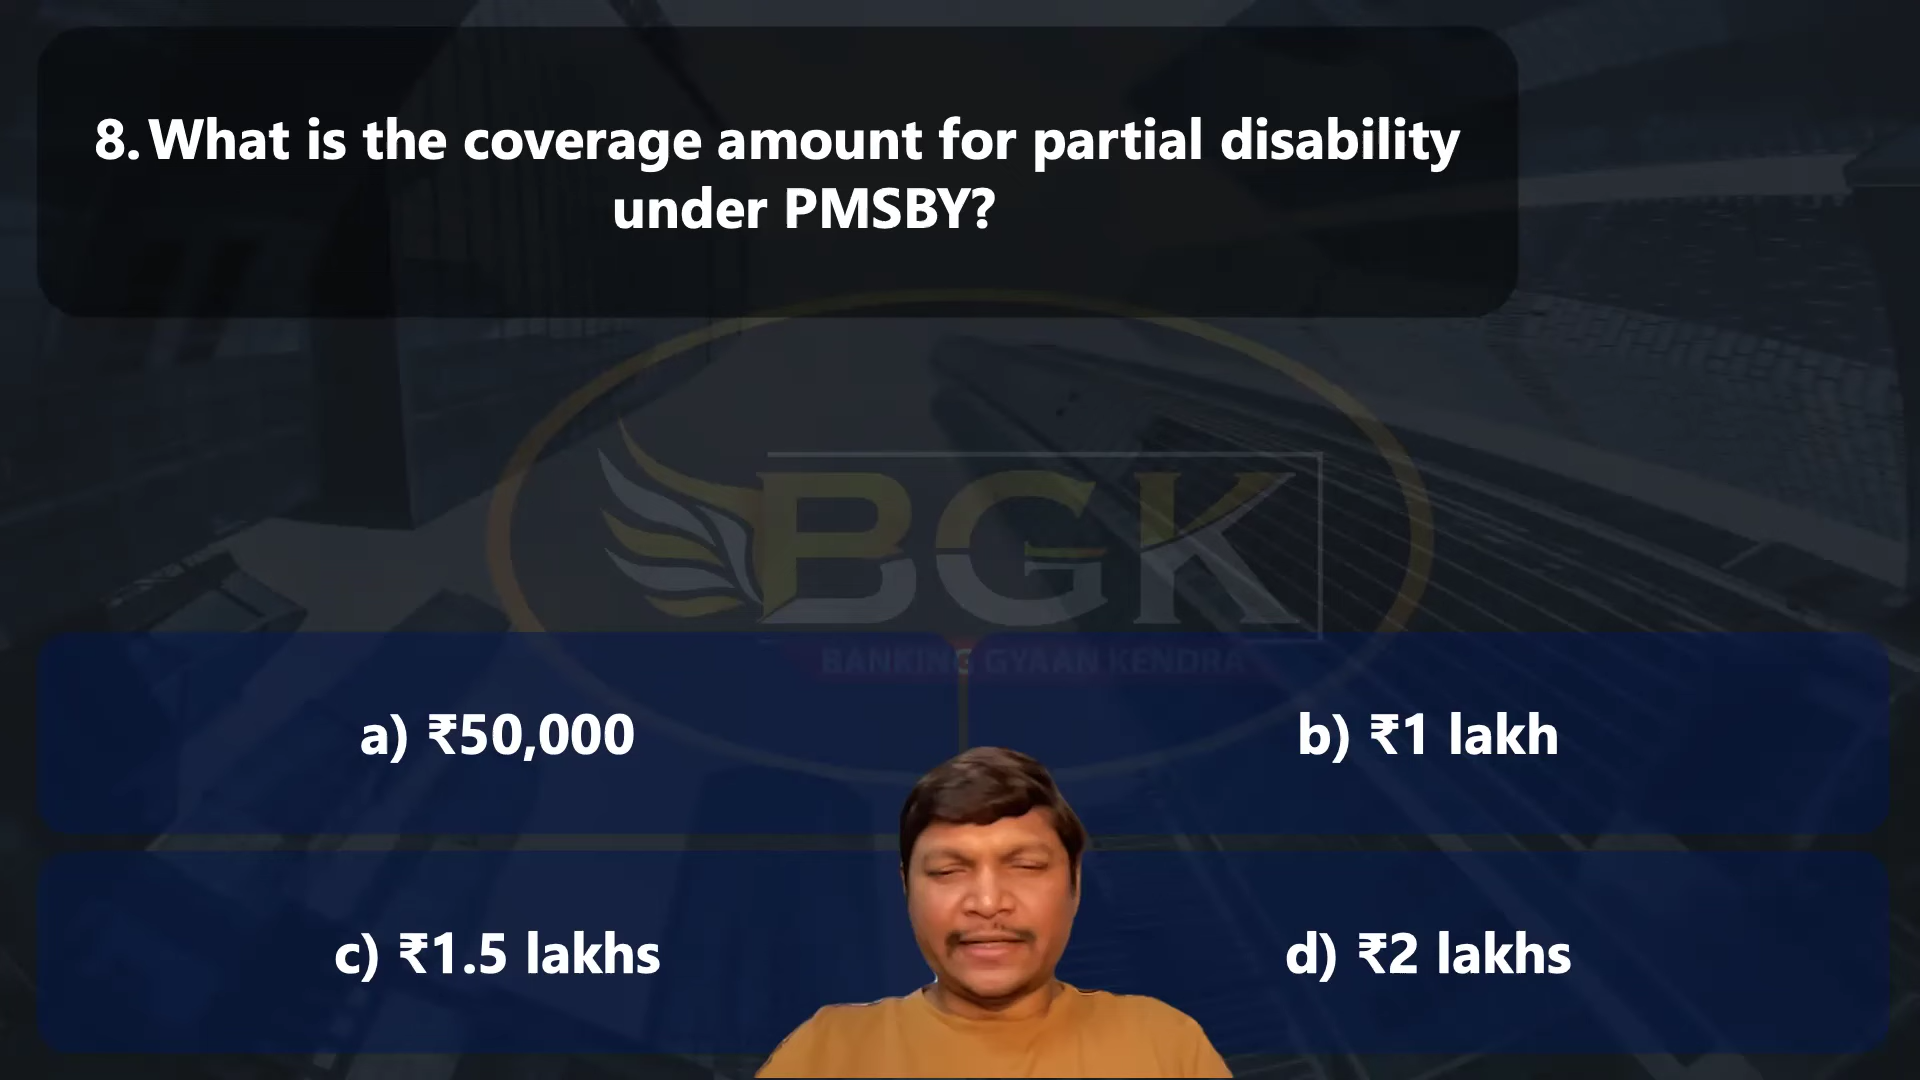 8. What is the coverage amount for partial disability
under PMSBY?
BGK
BANKING GYAAN KENDRA
a) ₹50,000
b) ₹1 lakh
c) ₹1.5 lakhs
d) ₹2 lakhs